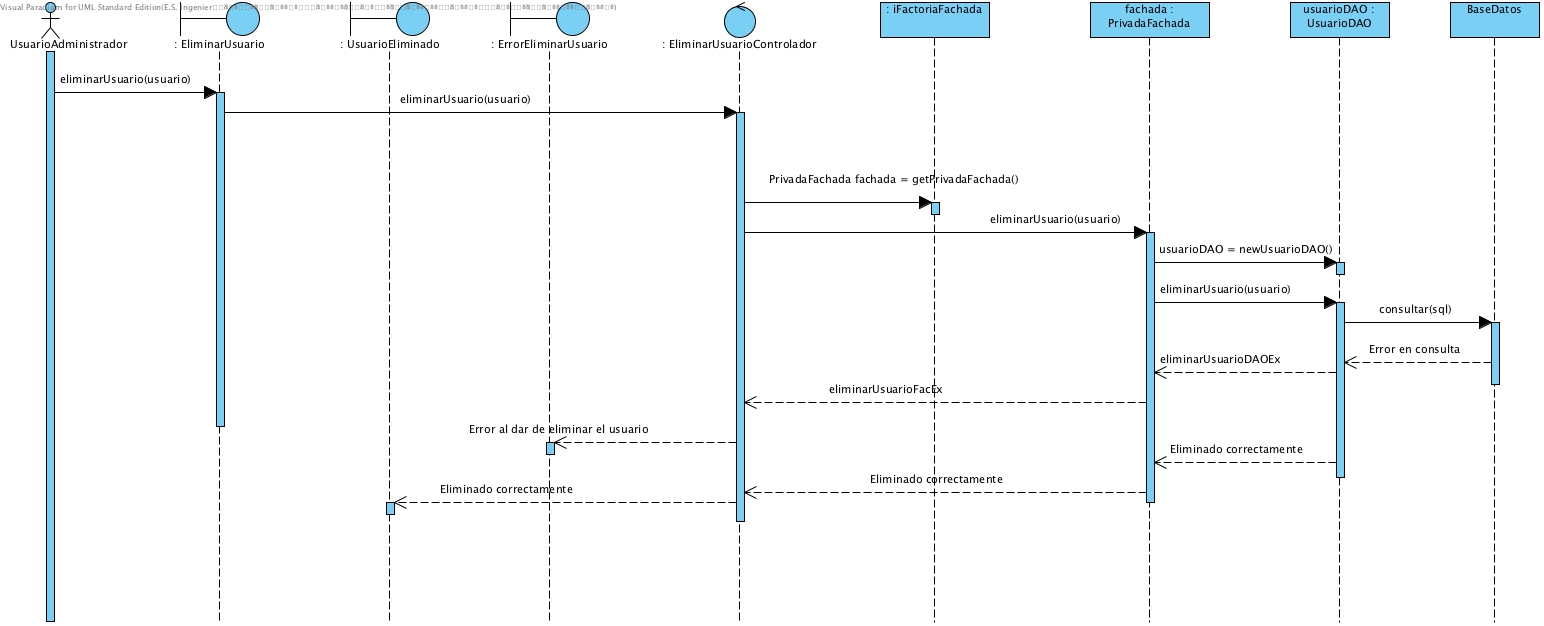 Visual Paradigm for UML Standard Edition(E.S. Ingenier
UsuarioAdministrador
: EliminarUsuario
: UsuarioEliminado
: ErrorEliminarUsuario
: EliminarUsuarioControlador
: iFactoriaFachada
fachada :
PrivadaFachada
usuarioDAO :
UsuarioDAO
BaseDatos
eliminarUsuario(usuario)
eliminarUsuario(usuario)
PrivadaFachada fachada = getPrivadaFachada()
eliminarUsuario(usuario)
usuarioDAO = newUsuarioDAO()
eliminarUsuario(usuario)
consultar(sql)
Error en consulta
eliminarUsuarioDAOEx
eliminarUsuarioFacEx
Error al dar de eliminar el usuario
Eliminado correctamente
Eliminado correctamente
Eliminado correctamente